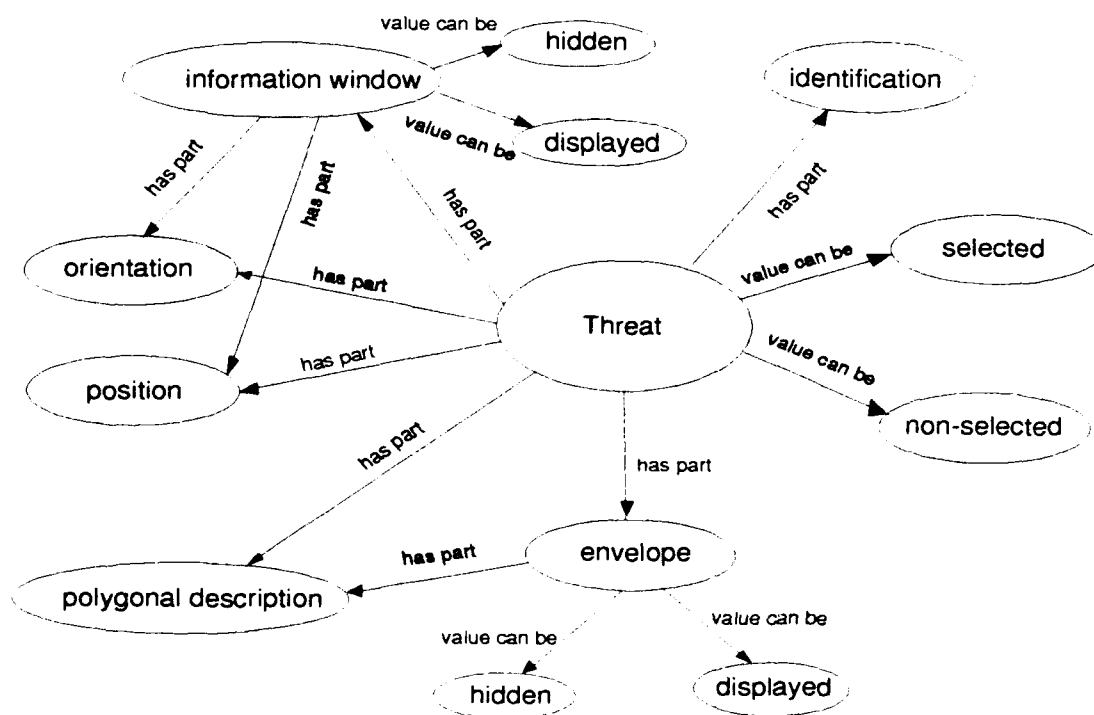 value can be
hidden
information window
identification
value can be
displayed
has part
has part
has part
has part
orientation
has part
value can be
selected
Threat
position
has part
value can be
non-selected
has part
has part
envelope
has part
polygonal description
value can be
value can be
hidden
displayed